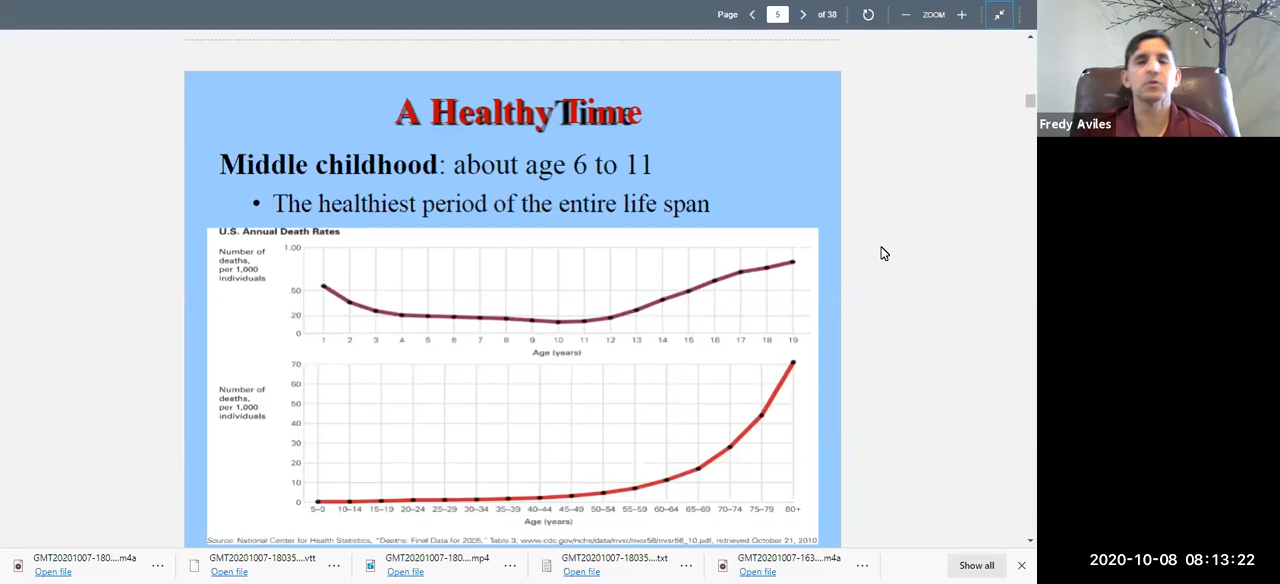 Page 5 of 38 ZOOM
A Healthy Time
Middle childhood: about age 6 to 11
• The healthiest period of the entire life span
U.S. Annual Death Rates
Number of
deaths,
per 1,000
individuals
1.00
.50
.20
0
1 2 3 4 5 6 7 8 9 10 11 12 13 14 15 16 17 18 19
Age (years)
Number of
deaths,
per 1,000
individuals
70
60
50
40
30
20
10
0
5–9 10–14 15–19 20–24 25–29 30–34 35–39 40–44 45–49 50–54 55–59 60–64 65–69 70–74 75–79 80+
Age (years)
Source: National Center for Health Statistics, "Deaths: Final Data for 2005," Table 3, www.cdc.gov/nchs/data/nvsr/nvsr56/nvsr56_10.pdf, retrieved October 21, 2010
Fredy Aviles
GMT20201007-180....m4a GMT20201007-18035....vtt GMT20201007-180....mp4 GMT20201007-18035....txt GMT20201007-163....m4a
Open file Open file Open file Open file Open file
Show all
2020-10-08 08:13:22